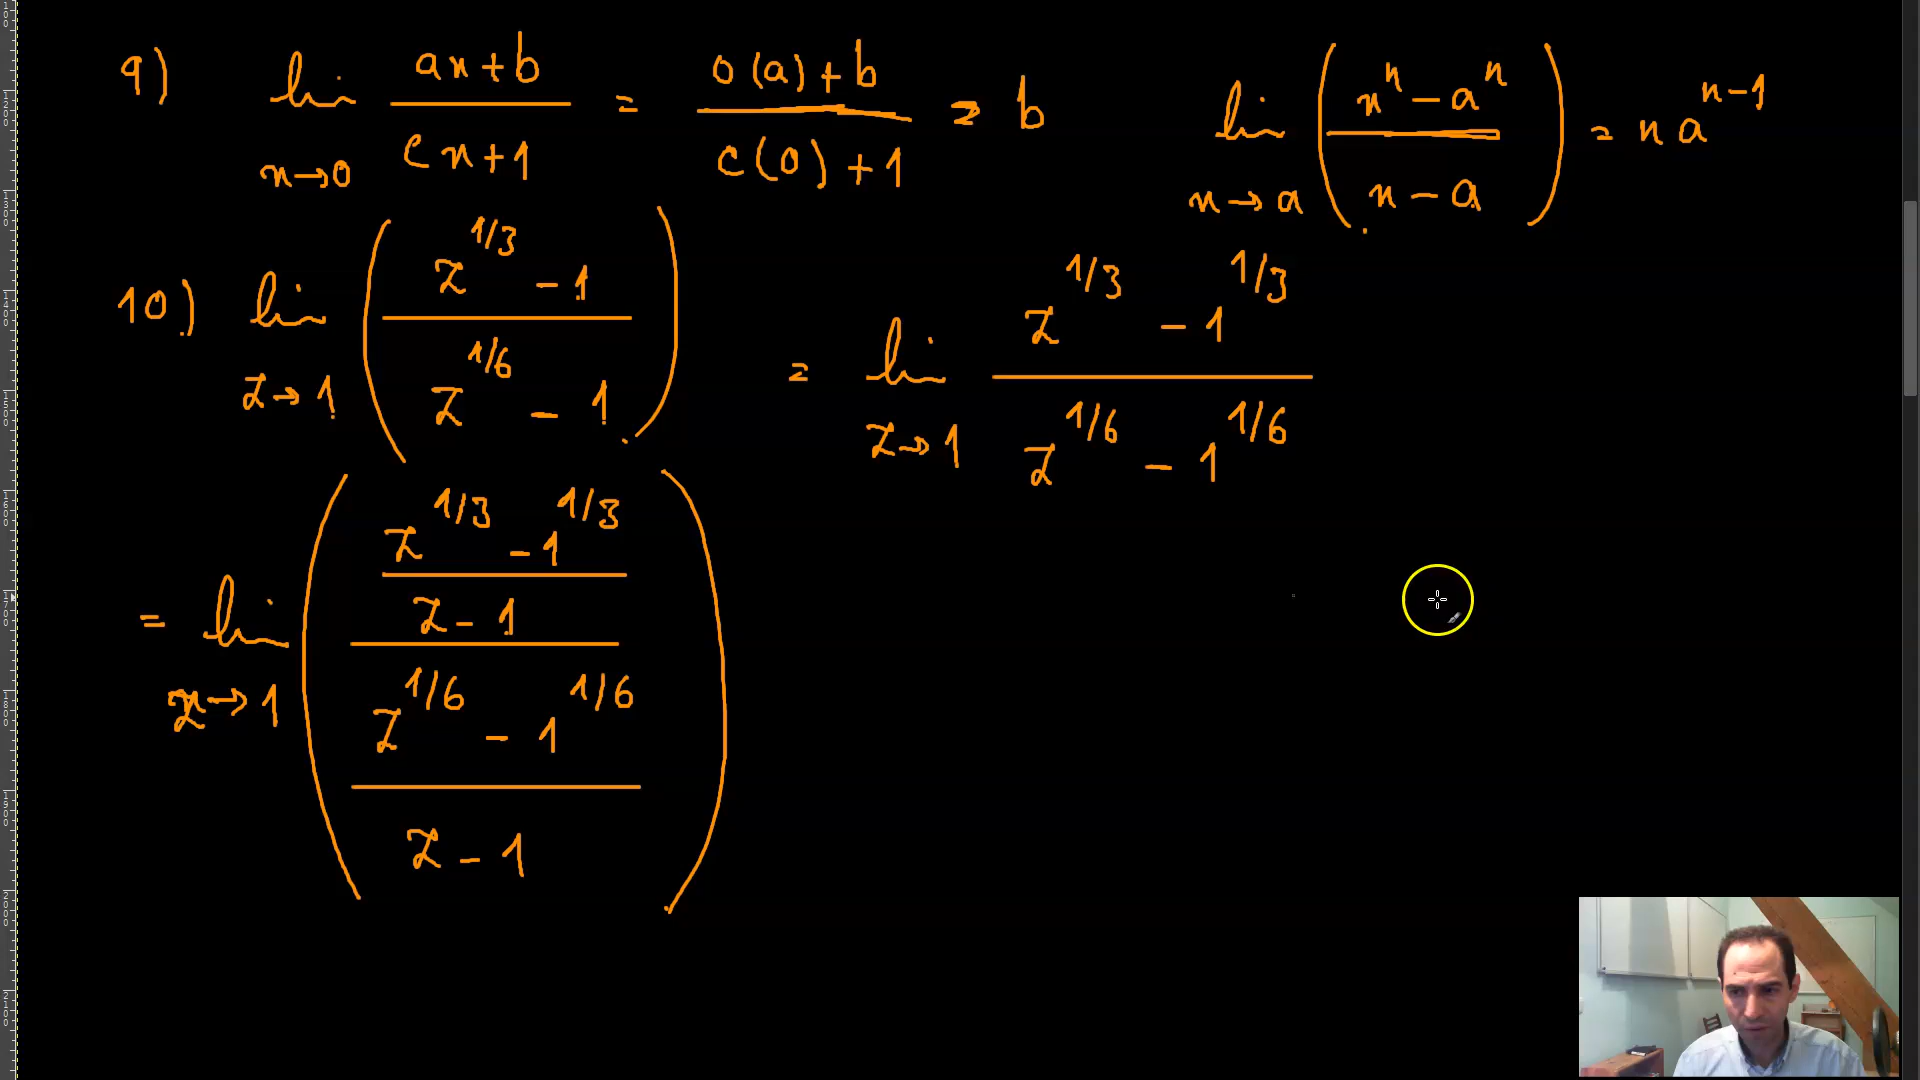 9) lim x→0 (ax+b)/(cx+1) = (0(a)+b)/(c(0)+1) = b
lim x→a ((x^n - a^n)/(x - a)) = n a^(n-1)
10.) lim z→1 ((z^(1/3) - 1)/(z^(1/6) - 1)) = lim z→1 (z^(1/3) - 1^(1/3))/(z^(1/6) - 1^(1/6))
= lim z→1 (((z^(1/3) - 1^(1/3))/(z - 1))/((z^(1/6) - 1^(1/6))/(z - 1)))